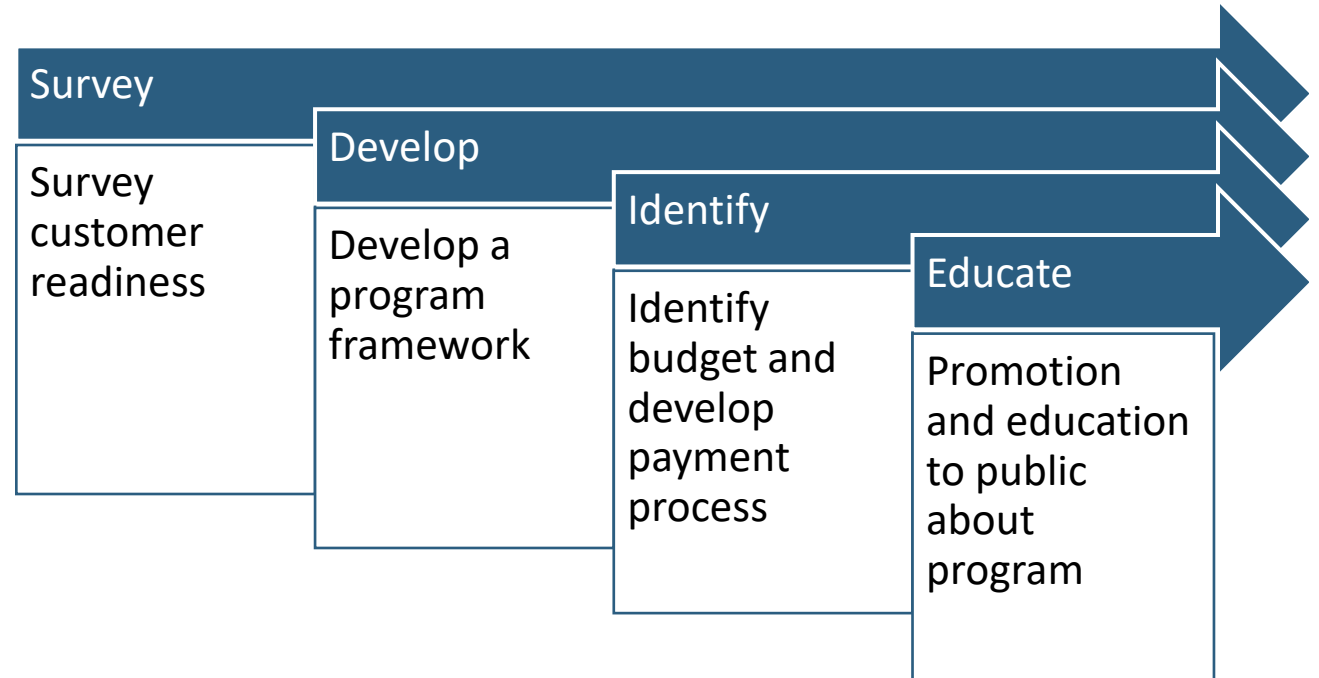 Survey
Survey
customer
readiness
Develop
Develop a
program
framework
Identify
Identify
budget and
develop
payment
process
Educate
Promotion
and education
to public
about
program